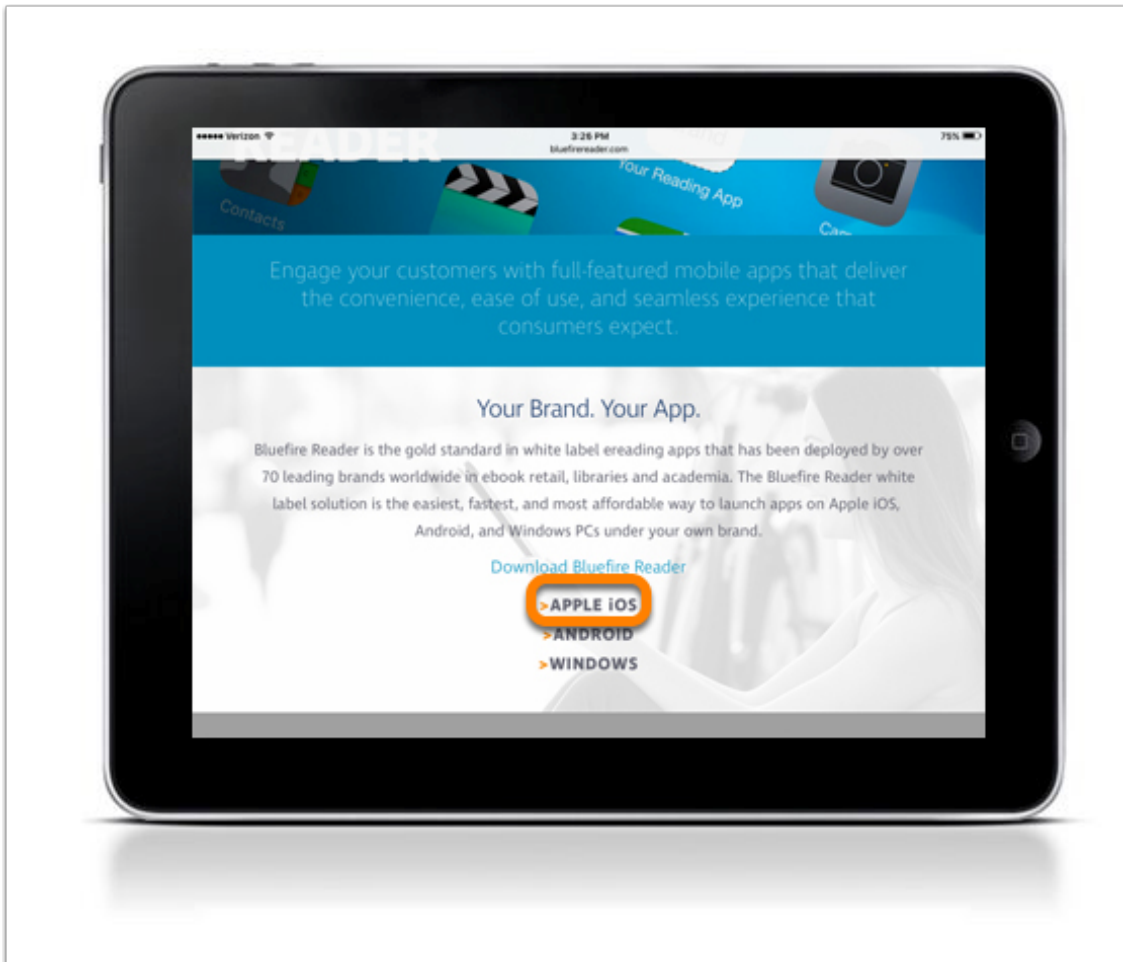 Verizon 3:26 PM 75%
READER
bluefirereader.com
Your Reading App
Contacts
Engage your customers with full-featured mobile apps that deliver
the convenience, ease of use, and seamless experience that
consumers expect.
Your Brand. Your App.
Bluefire Reader is the gold standard in white label ereading apps that has been deployed by over
70 leading brands worldwide in ebook retail, libraries and academia. The Bluefire Reader white
label solution is the easiest, fastest, and most affordable way to launch apps on Apple iOS,
Android, and Windows PCs under your own brand.
Download Bluefire Reader
>APPLE iOS
>ANDROID
>WINDOWS